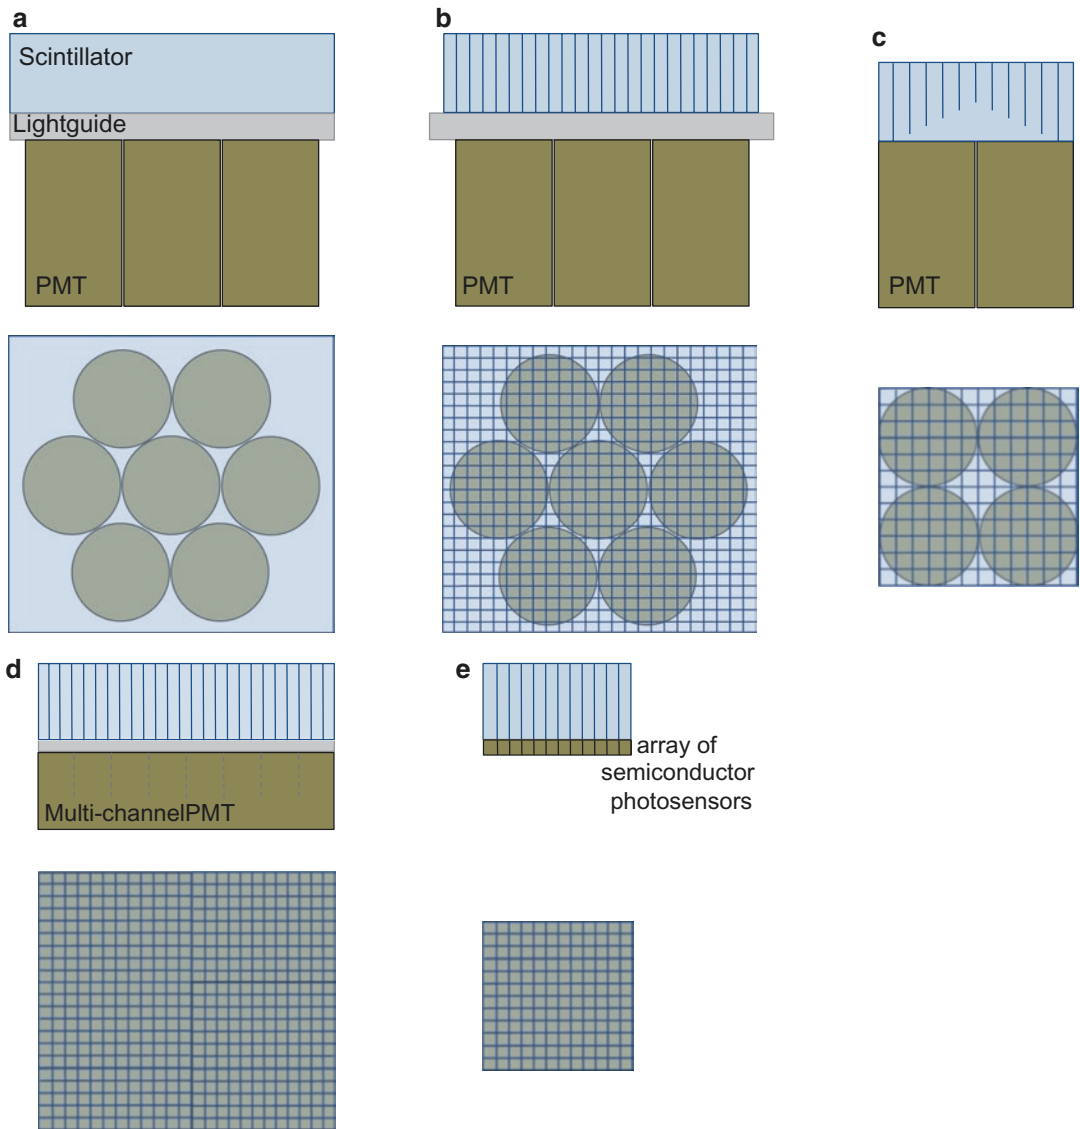 a
Scintillator
Lightguide
PMT
b
PMT
c
PMT
d
Multi-channelPMT
e
array of
semiconductor
photosensors